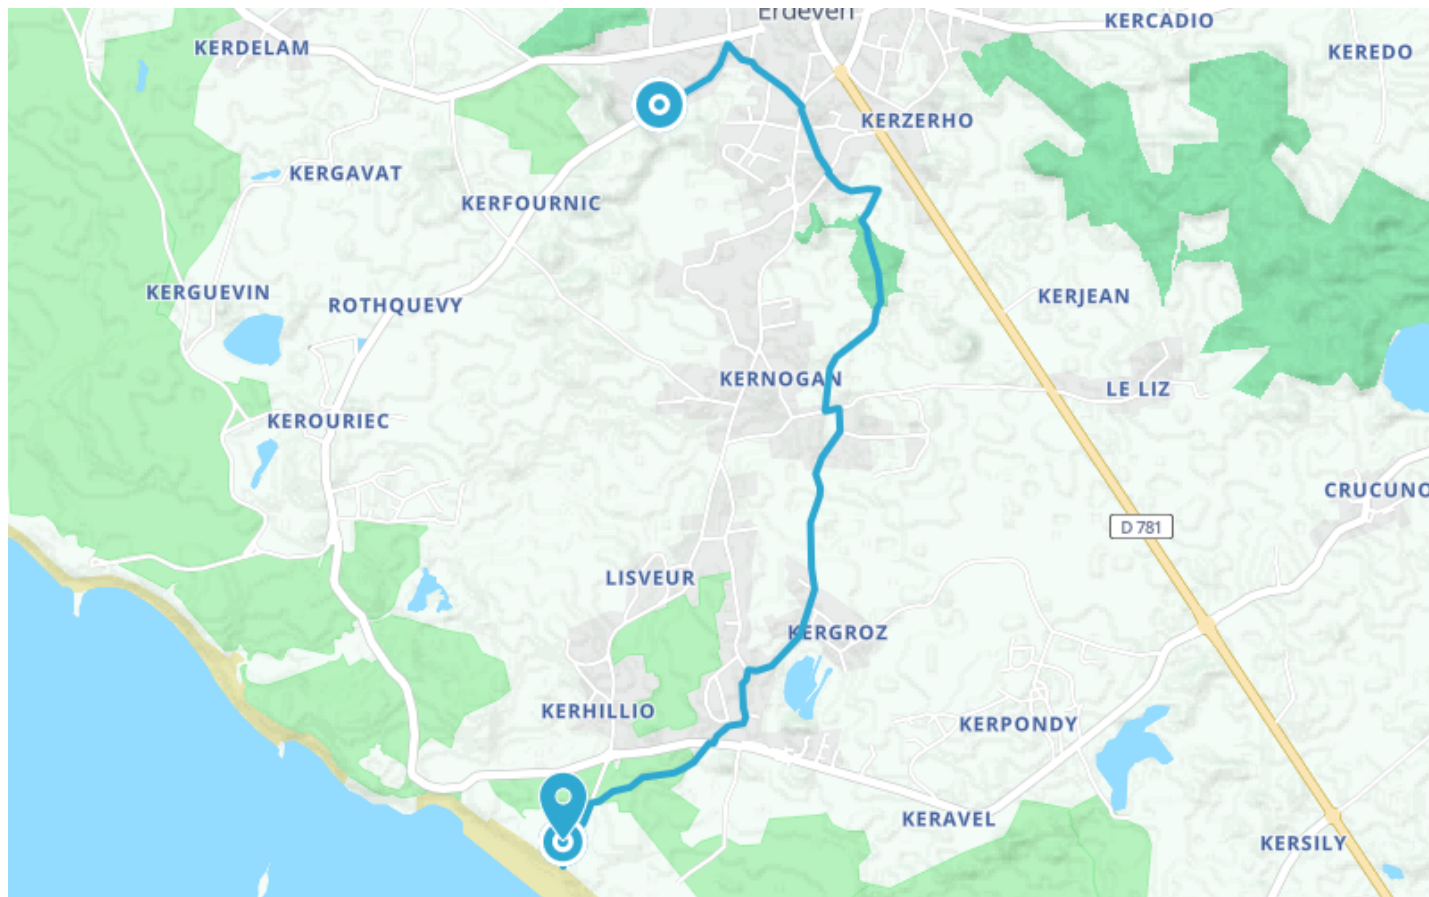 Erdeven
KERCADIO
KERDELAM
KEREDO
KERZERHO
KERGAVAT
KERFOURNIC
KERGUEVIN
KERJEAN
ROTHQUEVY
KERNOGAN
LE LIZ
KEROURIEC
CRUCUNO
D 781
LISVEUR
KERGROZ
KERHILLIO
KERPONDY
KERAVEL
KERSILY